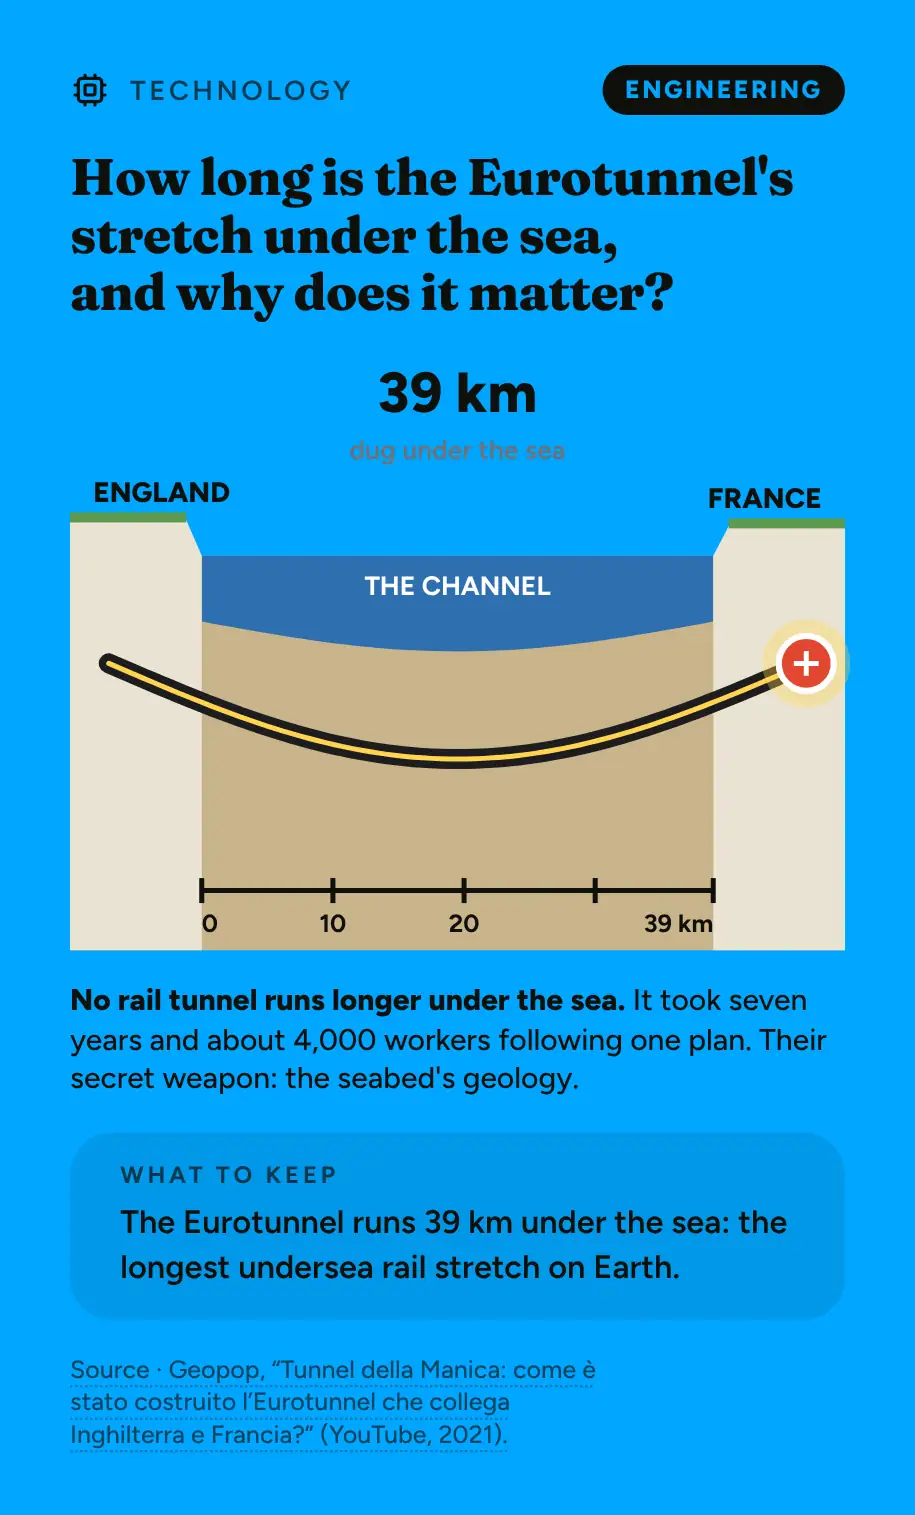 TECHNOLOGY
ENGINEERING
How long is the Eurotunnel's
stretch under the sea,
and why does it matter?
39 km
dug under the sea
ENGLAND
FRANCE
THE CHANNEL
0 10 20 39 km
No rail tunnel runs longer under the sea. It took seven
years and about 4,000 workers following one plan. Their
secret weapon: the seabed's geology.
WHAT TO KEEP
The Eurotunnel runs 39 km under the sea: the
longest undersea rail stretch on Earth.
Source · Geopop, “Tunnel della Manica: come è
stato costruito l’Eurotunnel che collega
Inghilterra e Francia?” (YouTube, 2021).